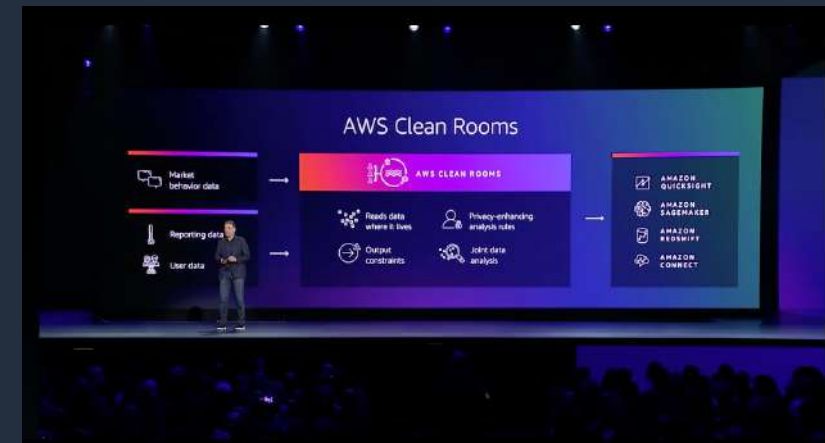 AWS Clean Rooms
Market
behavior data
Reporting data
User data
AWS CLEAN ROOMS
Reads data
where it lives
Privacy-enhancing
analysis rules
Output
constraints
Joint data
analysis
AMAZON
QUICKSIGHT
AMAZON
SAGEMAKER
AMAZON
REDSHIFT
AMAZON
CONNECT